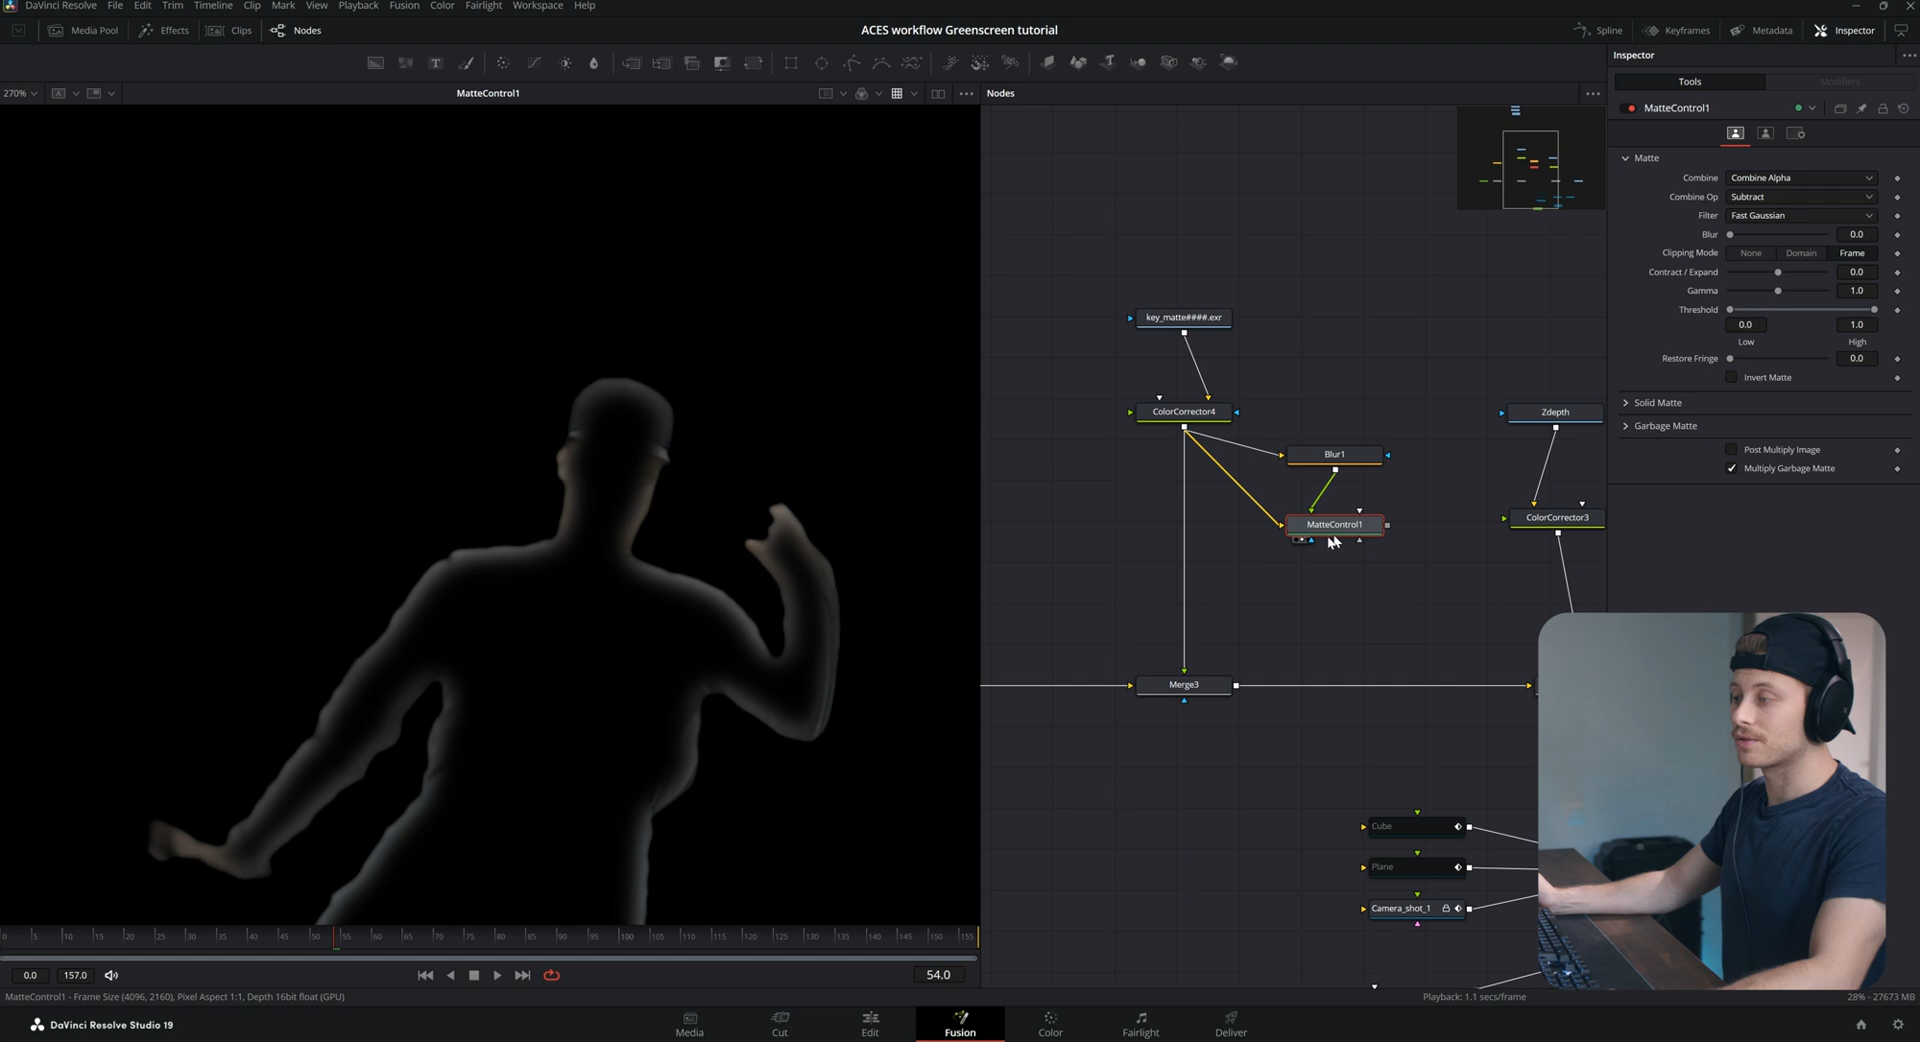 DaVinci Resolve File Edit Trim Timeline Clip Mark View Playback Fusion Color Fairlight Workspace Help
Media Pool Effects Clips Nodes ACES workflow Greenscreen tutorial Spline Keyframes Metadata Inspector
Inspector
Tools Modifiers
270% MatteControl1 Nodes
MatteControl1
Matte
Combine Combine Alpha
Combine Op Subtract
Filter Fast Gaussian
Blur 0.0
Clipping Mode None Domain Frame
Contract / Expand 0.0
Gamma 1.0
Threshold
0.0 1.0
Low High
Restore Fringe 0.0
Invert Matte
Solid Matte
Garbage Matte
Post Multiply Image
Multiply Garbage Matte
key_matte####.exr
ColorCorrector4
Zdepth
Blur1
MatteControl1
ColorCorrector3
Merge3
Cube
Plane
Camera_shot_1
0 5 10 15 20 25 30 35 40 45 50 55 60 65 70 75 80 85 90 95 100 105 110 115 120 125 130 135 140 145 150 155
0.0 157.0 54.0
MatteControl1 - Frame Size (4096, 2160), Pixel Aspect 1:1, Depth 16bit float (GPU) Playback: 1.1 secs/frame 28% - 27673 MB
DaVinci Resolve Studio 19
Media Cut Edit Fusion Color Fairlight Deliver